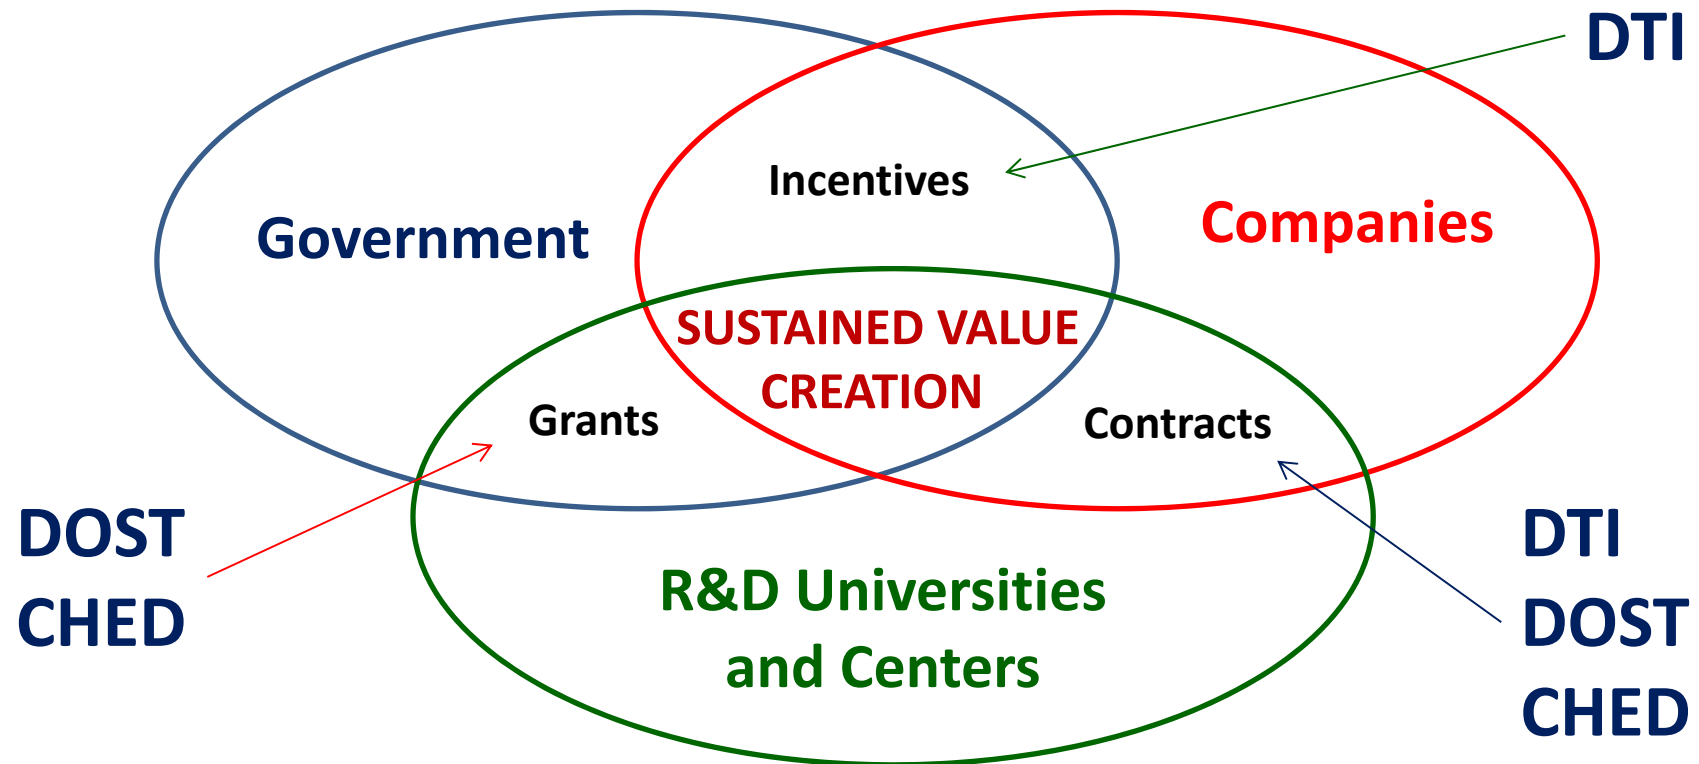 DTI
Incentives
Government
Companies
SUSTAINED VALUE
CREATION
Grants
Contracts
DOST
CHED
R&D Universities
and Centers
DTI
DOST
CHED